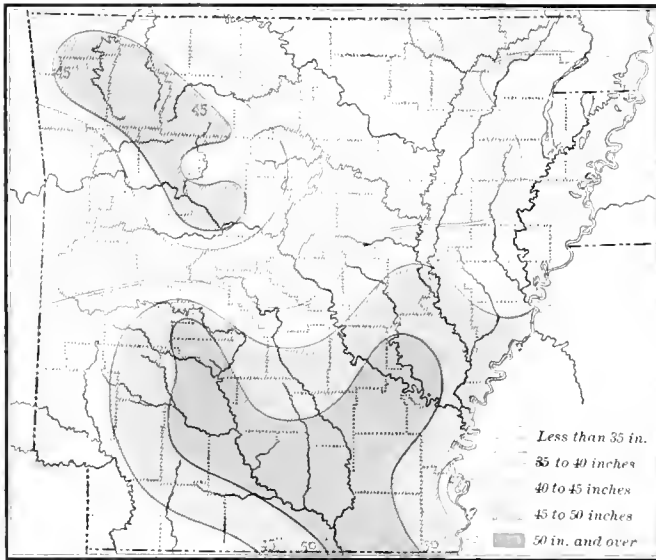 45
45
Less than 35 in.
35 to 40 inches
40 to 45 inches
45 to 50 inches
50 in. and over
50